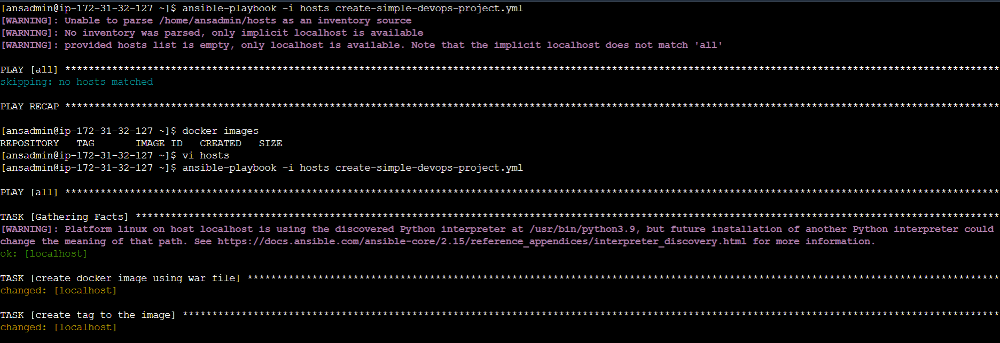 [ansadmin@ip-172-31-32-127 ~]$ ansible-playbook -i hosts create-simple-devops-project.yml
[WARNING]: Unable to parse /home/ansadmin/hosts as an inventory source
[WARNING]: No inventory was parsed, only implicit localhost is available
[WARNING]: provided hosts list is empty, only localhost is available. Note that the implicit localhost does not match 'all'
PLAY [all] ***************************************************************************************************************************************************************
skipping: no hosts matched
PLAY RECAP ***************************************************************************************************************************************************************
[ansadmin@ip-172-31-32-127 ~]$ docker images
REPOSITORY   TAG       IMAGE ID   CREATED   SIZE
[ansadmin@ip-172-31-32-127 ~]$ vi hosts
[ansadmin@ip-172-31-32-127 ~]$ ansible-playbook -i hosts create-simple-devops-project.yml
PLAY [all] ***************************************************************************************************************************************************************
TASK [Gathering Facts] ***************************************************************************************************************************************************
[WARNING]: Platform linux on host localhost is using the discovered Python interpreter at /usr/bin/python3.9, but future installation of another Python interpreter could
change the meaning of that path. See https://docs.ansible.com/ansible-core/2.15/reference_appendices/interpreter_discovery.html for more information.
ok: [localhost]
TASK [create docker image using war file] ********************************************************************************************************************************
changed: [localhost]
TASK [create tag to the image] *******************************************************************************************************************************************
changed: [localhost]